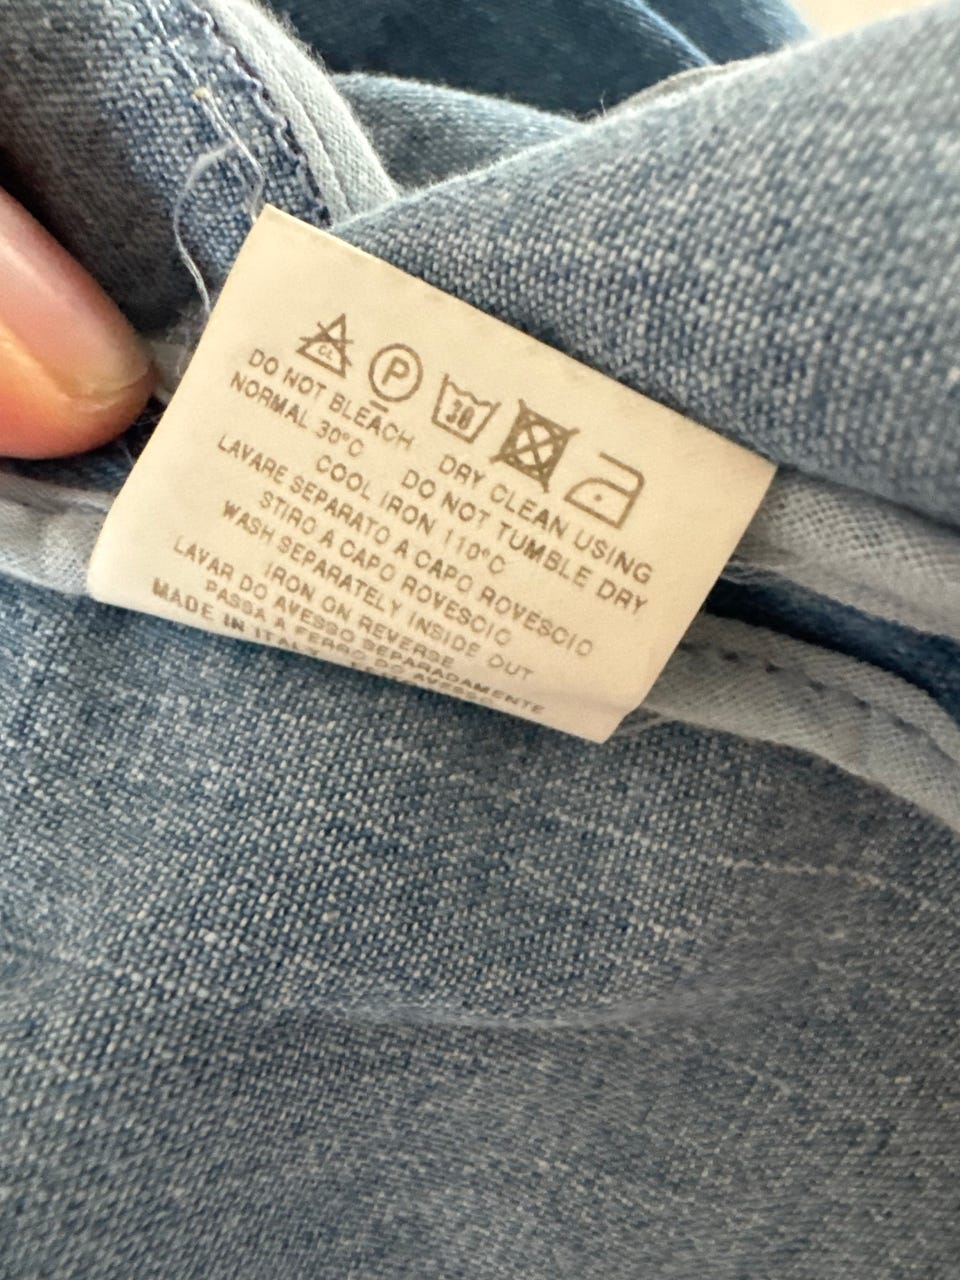 CL P 30
DO NOT BLEACH DRY CLEAN USING
NORMAL 30°C DO NOT TUMBLE DRY
COOL IRON 110°C
LAVARE SEPARATO A CAPO ROVESCIO
STIRO A CAPO ROVESCIO
WASH SEPARATELY INSIDE OUT
IRON ON REVERSE
LAVAR DO AVESSO SEPARADAMENTE
PASSA A FERRO DO AVESSO
MADE IN ITALY